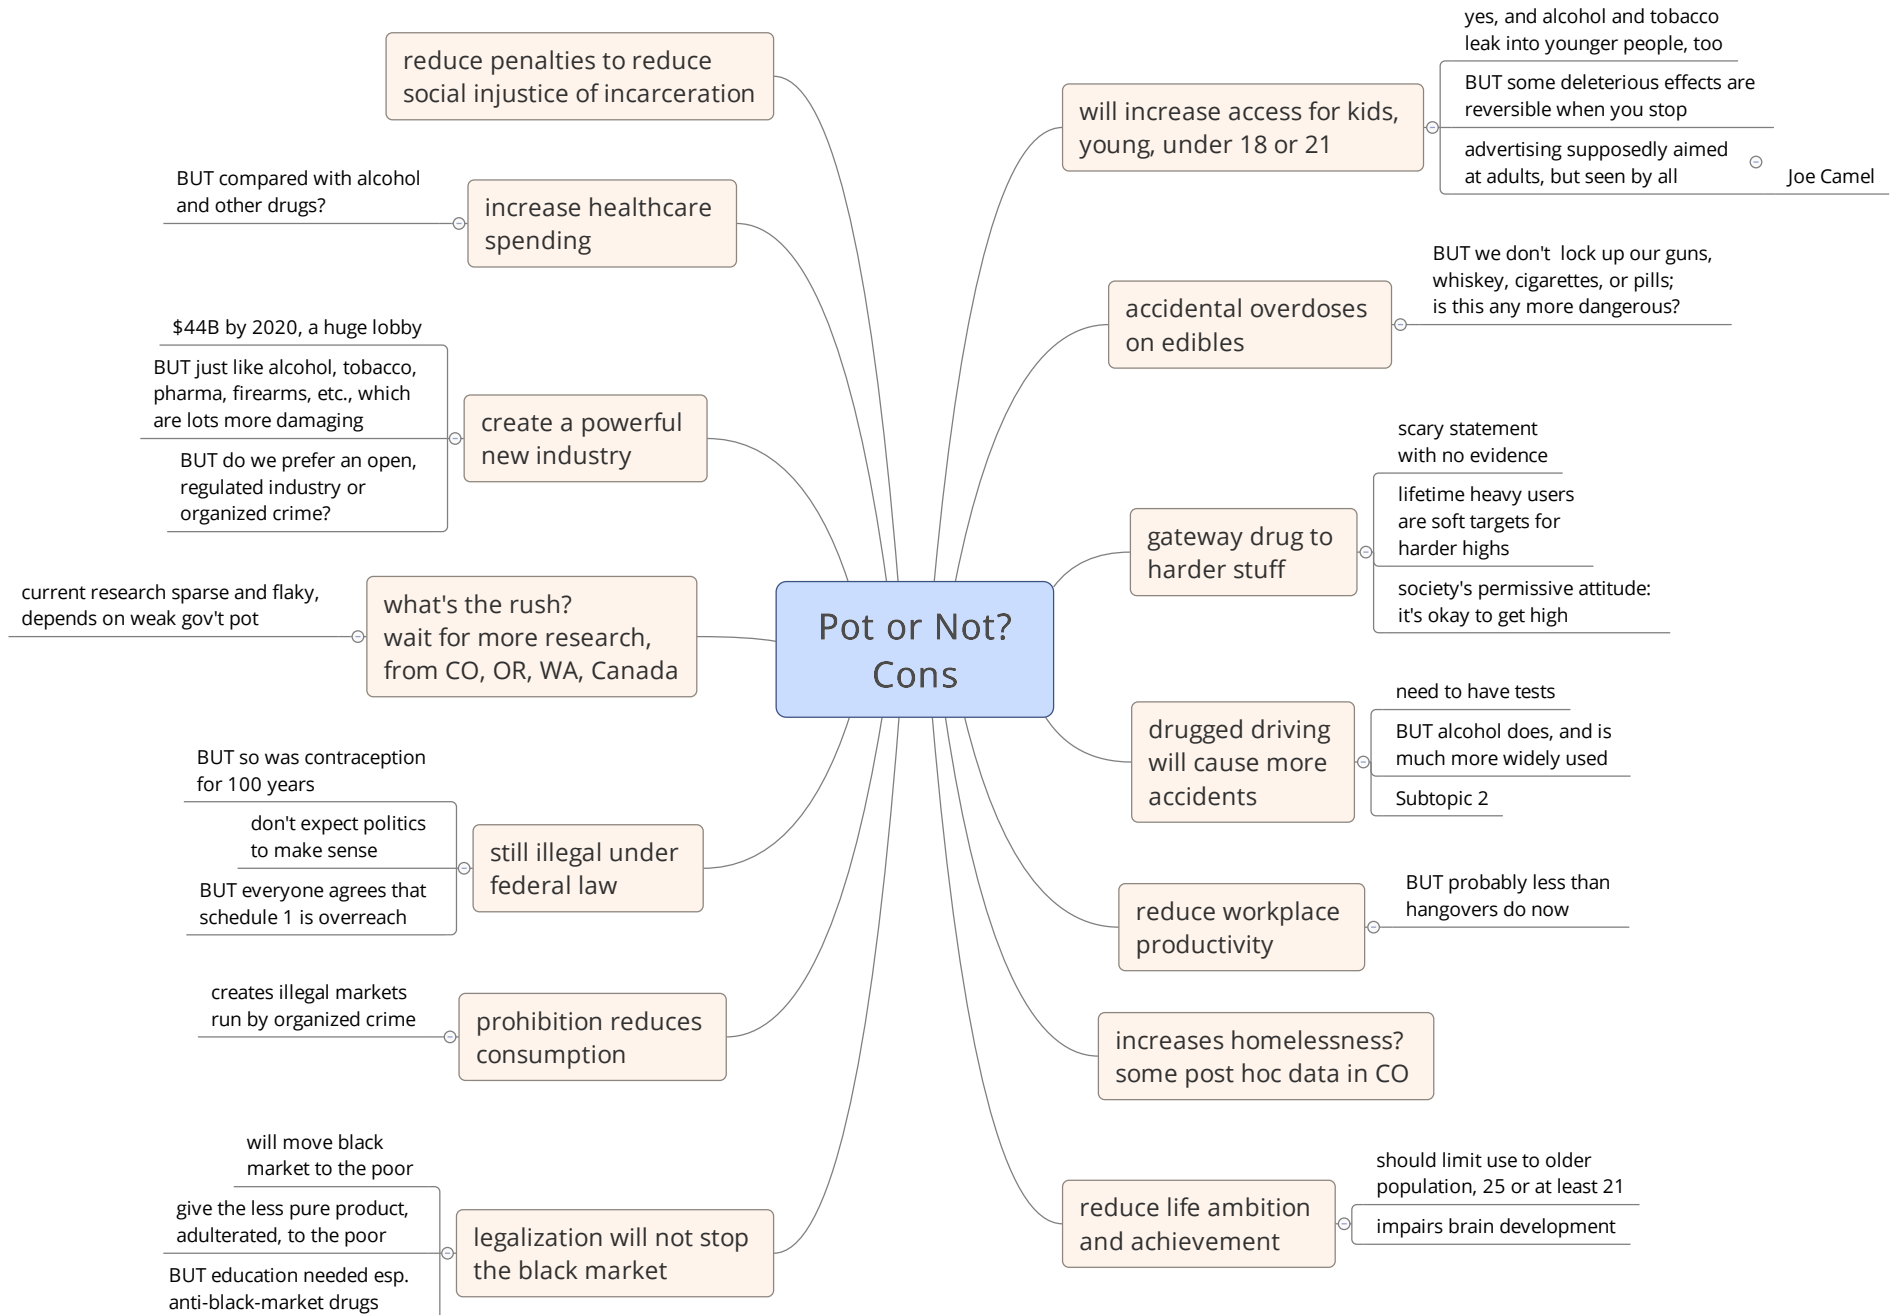 Pot or Not?
Cons
yes, and alcohol and tobacco
leak into younger people, too
will increase access for kids,
young, under 18 or 21
BUT some deleterious effects are
reversible when you stop
advertising supposedly aimed
at adults, but seen by all
Joe Camel
accidental overdoses
on edibles
BUT we don't  lock up our guns,
whiskey, cigarettes, or pills;
is this any more dangerous?
gateway drug to
harder stuff
scary statement
with no evidence
lifetime heavy users
are soft targets for
harder highs
society's permissive attitude:
it's okay to get high
drugged driving
will cause more
accidents
need to have tests
BUT alcohol does, and is
much more widely used
Subtopic 2
reduce workplace
productivity
BUT probably less than
hangovers do now
increases homelessness?
some post hoc data in CO
reduce life ambition
and achievement
should limit use to older
population, 25 or at least 21
impairs brain development
reduce penalties to reduce
social injustice of incarceration
increase healthcare
spending
BUT compared with alcohol
and other drugs?
create a powerful
new industry
$44B by 2020, a huge lobby
BUT just like alcohol, tobacco,
pharma, firearms, etc., which
are lots more damaging
BUT do we prefer an open,
regulated industry or
organized crime?
what's the rush?
wait for more research,
from CO, OR, WA, Canada
current research sparse and flaky,
depends on weak gov't pot
still illegal under
federal law
BUT so was contraception
for 100 years
don't expect politics
to make sense
BUT everyone agrees that
schedule 1 is overreach
prohibition reduces
consumption
creates illegal markets
run by organized crime
legalization will not stop
the black market
will move black
market to the poor
give the less pure product,
adulterated, to the poor
BUT education needed esp.
anti-black-market drugs